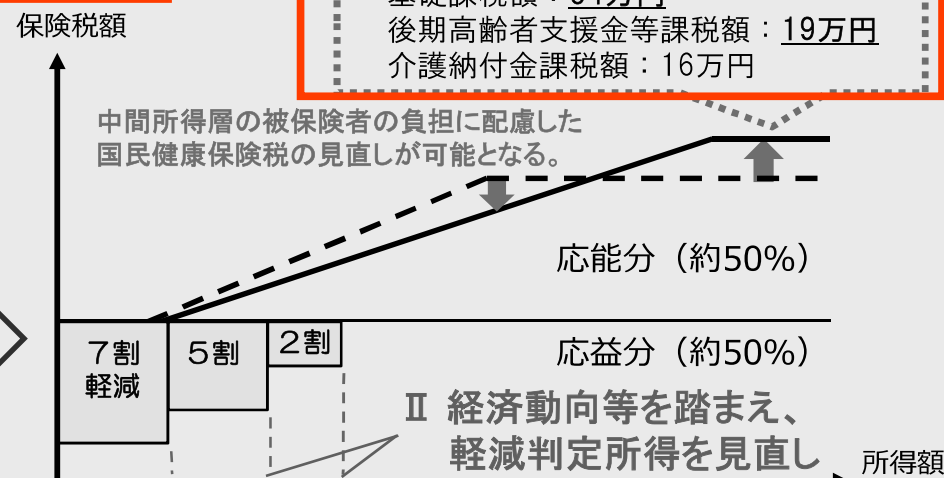 保険税額
後期高齢者支援金等課税額：19万円
介護納付金課税額：16万円
中間所得層の被保険者の負担に配慮した
国民健康保険税の見直しが可能となる。
応能分（約50%）
７割
軽減
５割
２割
応益分（約50%）
Ⅱ 経済動向等を踏まえ、
軽減判定所得を見直し
所得額